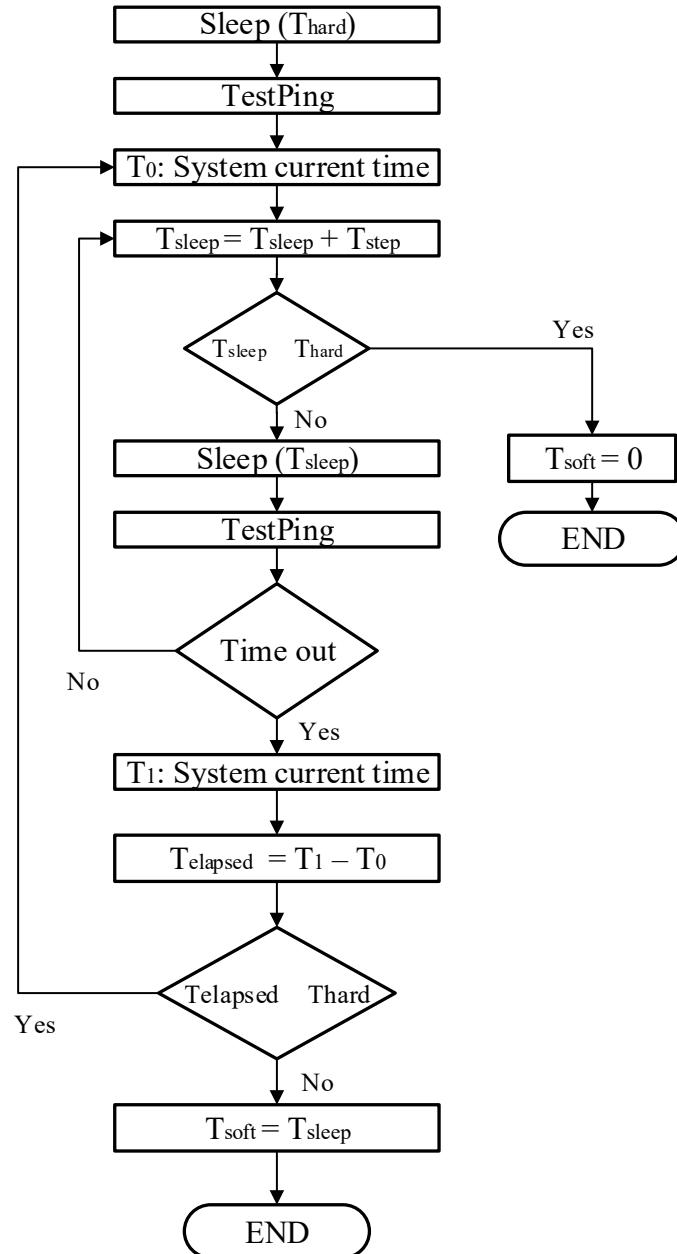 Sleep (Thard)
TestPing
T0: System current time
Tsleep = Tsleep + Tstep
Tsleep Thard
Yes
No
Tsoft = 0
END
Sleep (Tsleep)
TestPing
Time out
No
Yes
T1: System current time
Telapsed = T1 – T0
Telapsed Thard
Yes
No
Tsoft = Tsleep
END